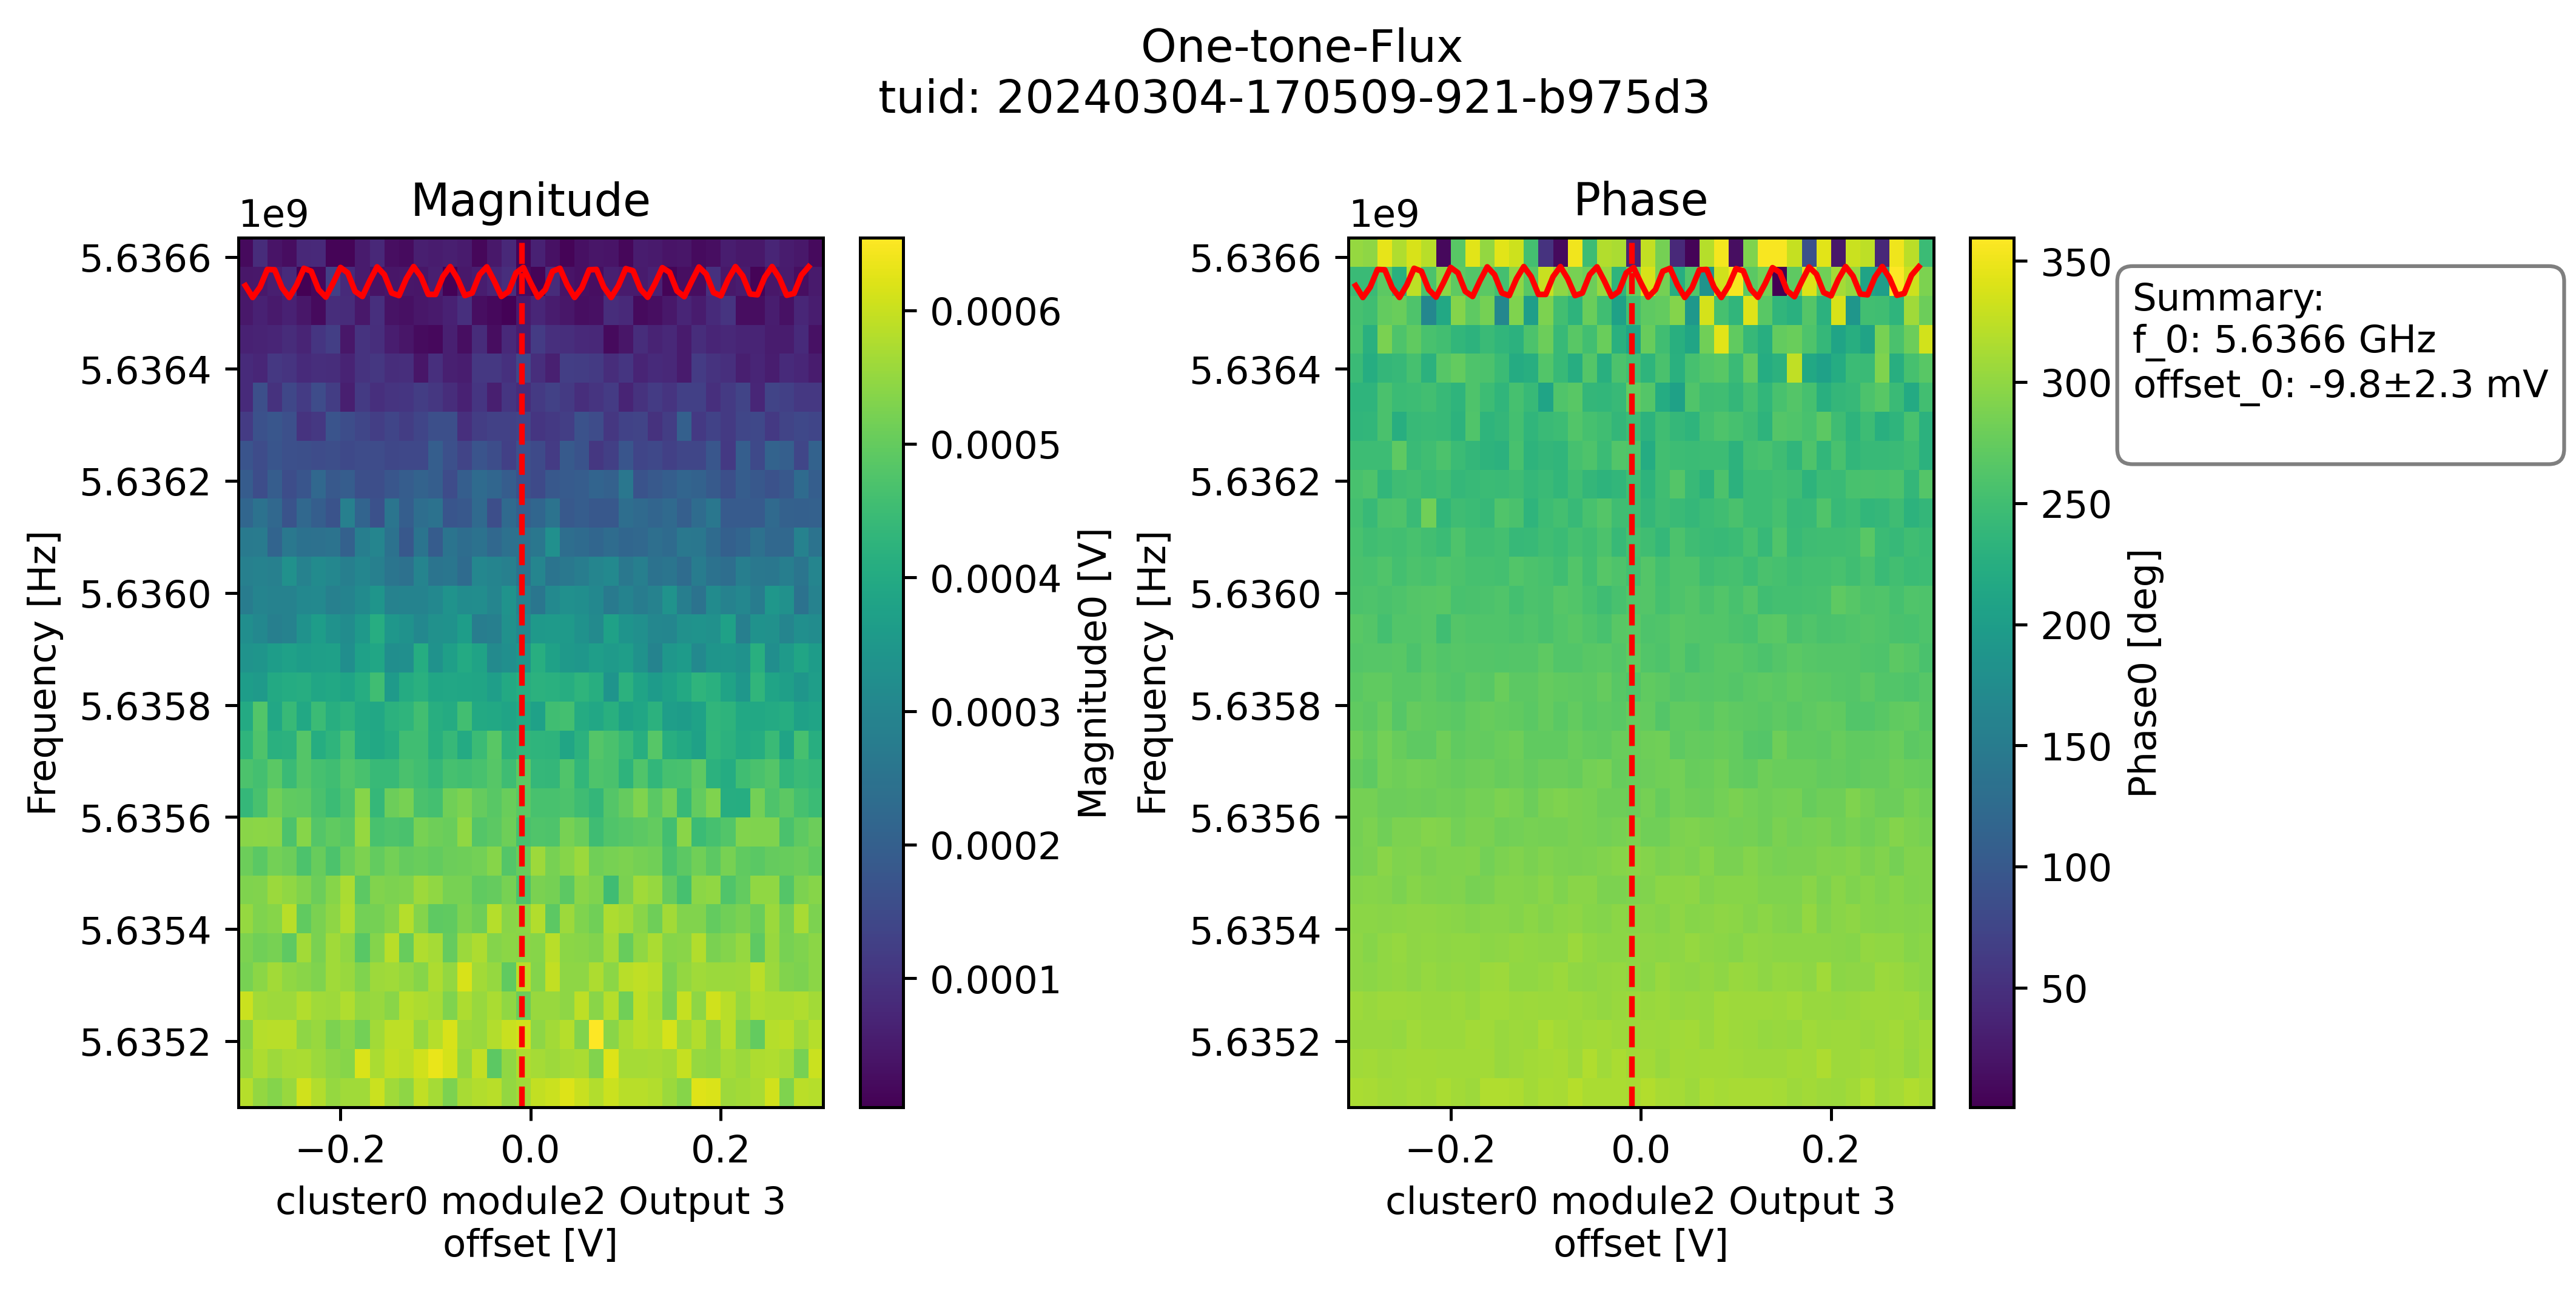 One-tone-Flux
tuid: 20240304-170509-921-b975d3
Magnitude
1e9
5.6366
5.6364
5.6362
5.6360
5.6358
5.6356
5.6354
5.6352
Frequency [Hz]
−0.2
0.0
0.2
cluster0 module2 Output 3
offset [V]
0.0006
0.0005
0.0004
0.0003
0.0002
0.0001
Magnitude0 [V]
Phase
1e9
5.6366
5.6364
5.6362
5.6360
5.6358
5.6356
5.6354
5.6352
Frequency [Hz]
−0.2
0.0
0.2
cluster0 module2 Output 3
offset [V]
350
300
250
200
150
100
50
Phase0 [deg]
Summary:
f_0: 5.6366 GHz
offset_0: -9.8±2.3 mV